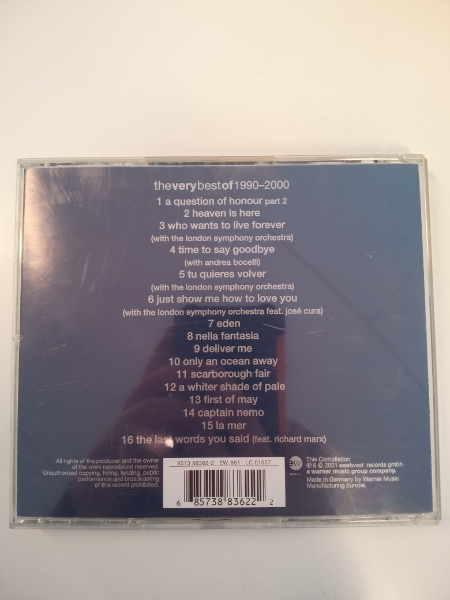 theverybestof1990–2000
1 a question of honour part 2
2 heaven is here
3 who wants to live forever
(with the london symphony orchestra)
4 time to say goodbye
(with andrea bocelli)
5 tu quieres volver
(with the london symphony orchestra)
6 just show me how to love you
(with the london symphony orchestra feat. josé cura)
7 eden
8 nella fantasia
9 deliver me
10 only an ocean away
11 scarborough fair
12 a whiter shade of pale
13 first of may
14 captain nemo
15 la mer
16 the last words you said (feat. richard marx)
All rights of the producer and the owner
of the work reproduced reserved.
Unauthorised copying, hiring, lending, public
performance and broadcasting
of this record prohibited.
8573 88362-2 EW 861 LC 01557
6 85738 83622 2
This Compilation
℗ & © 2001 eastwest records gmbh
a warner music group company.
Made in Germany by Warner Music
Manufacturing Europe.